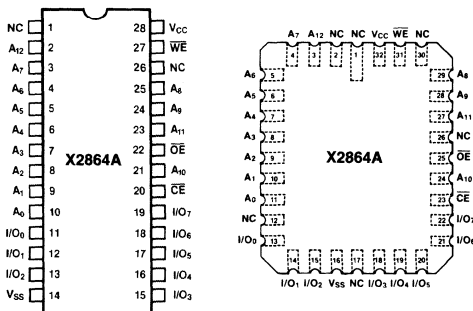 NC 1 28 VCC
A12 2 27 W̅E̅
A7 3 26 NC
A6 4 25 A8
A5 5 24 A9
A4 6 23 A11
A3 7 22 O̅E̅
X2864A
A2 8 21 A10
A1 9 20 C̅E̅
A0 10 19 I/O7
I/O0 11 18 I/O6
I/O1 12 17 I/O5
I/O2 13 16 I/O4
VSS 14 15 I/O3
A7 A12 NC NC VCC W̅E̅ NC
4 3 2 1 32 31 30
A6 5 29 A8
A5 6 28 A9
A4 7 27 A11
A3 8 26 NC
X2864A
A2 9 25 O̅E̅
A1 10 24 A10
A0 11 23 C̅E̅
NC 12 22 I/O7
I/O0 13 21 I/O6
14 15 16 17 18 19 20
I/O1 I/O2 VSS NC I/O3 I/O4 I/O5